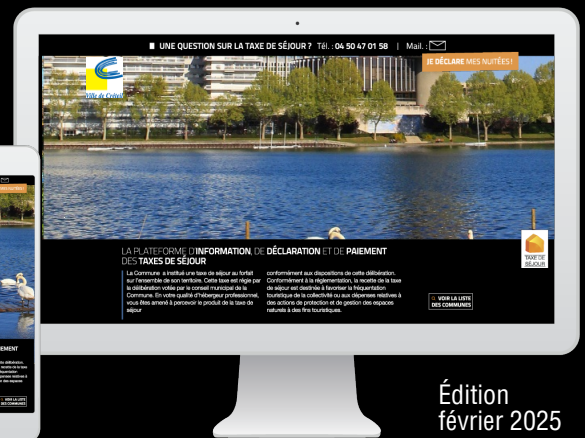 UNE QUESTION SUR LA TAXE DE SÉJOUR ? Tél. : 04 50 47 01 58 | Mail. :
JE DÉCLARE MES NUITÉES !
Ville de Créteil
LA PLATEFORME D'INFORMATION, DE DÉCLARATION ET DE PAIEMENT
DES TAXES DE SÉJOUR
La Commune a institué une taxe de séjour au forfait
sur l'ensemble de son territoire. Cette taxe est régie par
la délibération votée par le conseil municipal de la
Commune. En votre qualité d'hébergeur professionnel,
vous êtes amené à percevoir le produit de la taxe de
séjour
conformément aux dispositions de cette délibération.
Conformément à la réglementation, la recette de la taxe
de séjour est destinée à favoriser la fréquentation
touristique de la collectivité ou aux dépenses relatives à
des actions de protection et de gestion des espaces
naturels à des fins touristiques.
TAXE DE
SÉJOUR
VOIR LA LISTE
DES COMMUNES
Édition
février 2025